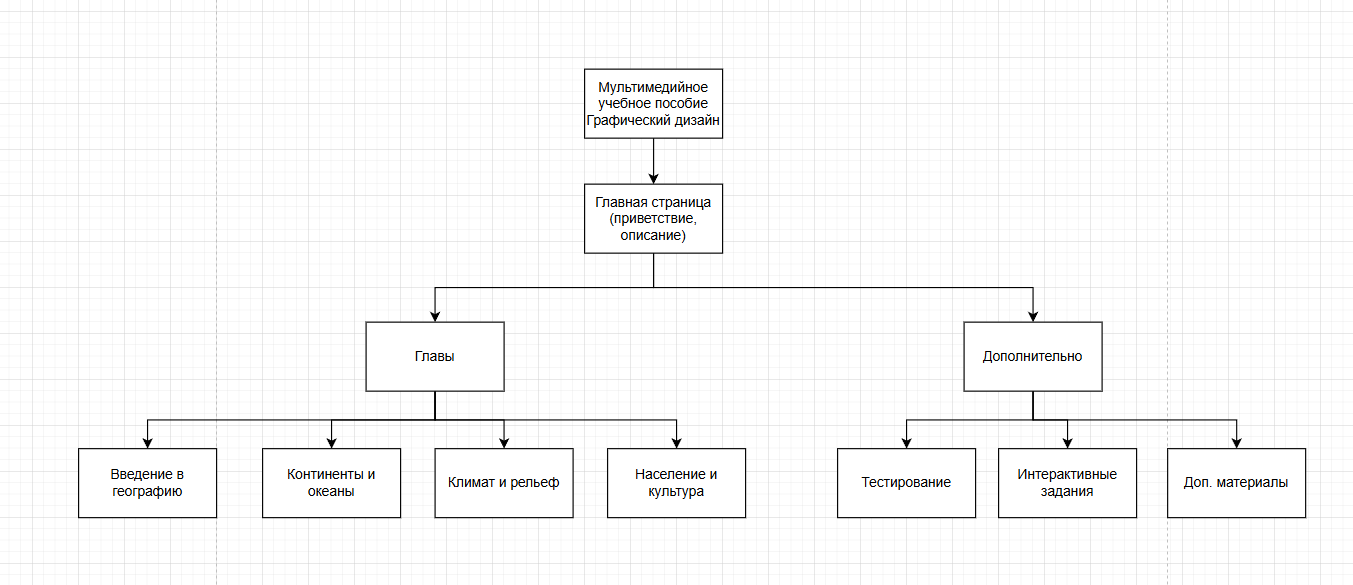 Мультимедийное
учебное пособие
Графический дизайн
Главная страница
(приветствие,
описание)
Главы
Дополнительно
Введение в
географию
Континенты и
океаны
Климат и рельеф
Население и
культура
Тестирование
Интерактивные
задания
Доп. материалы